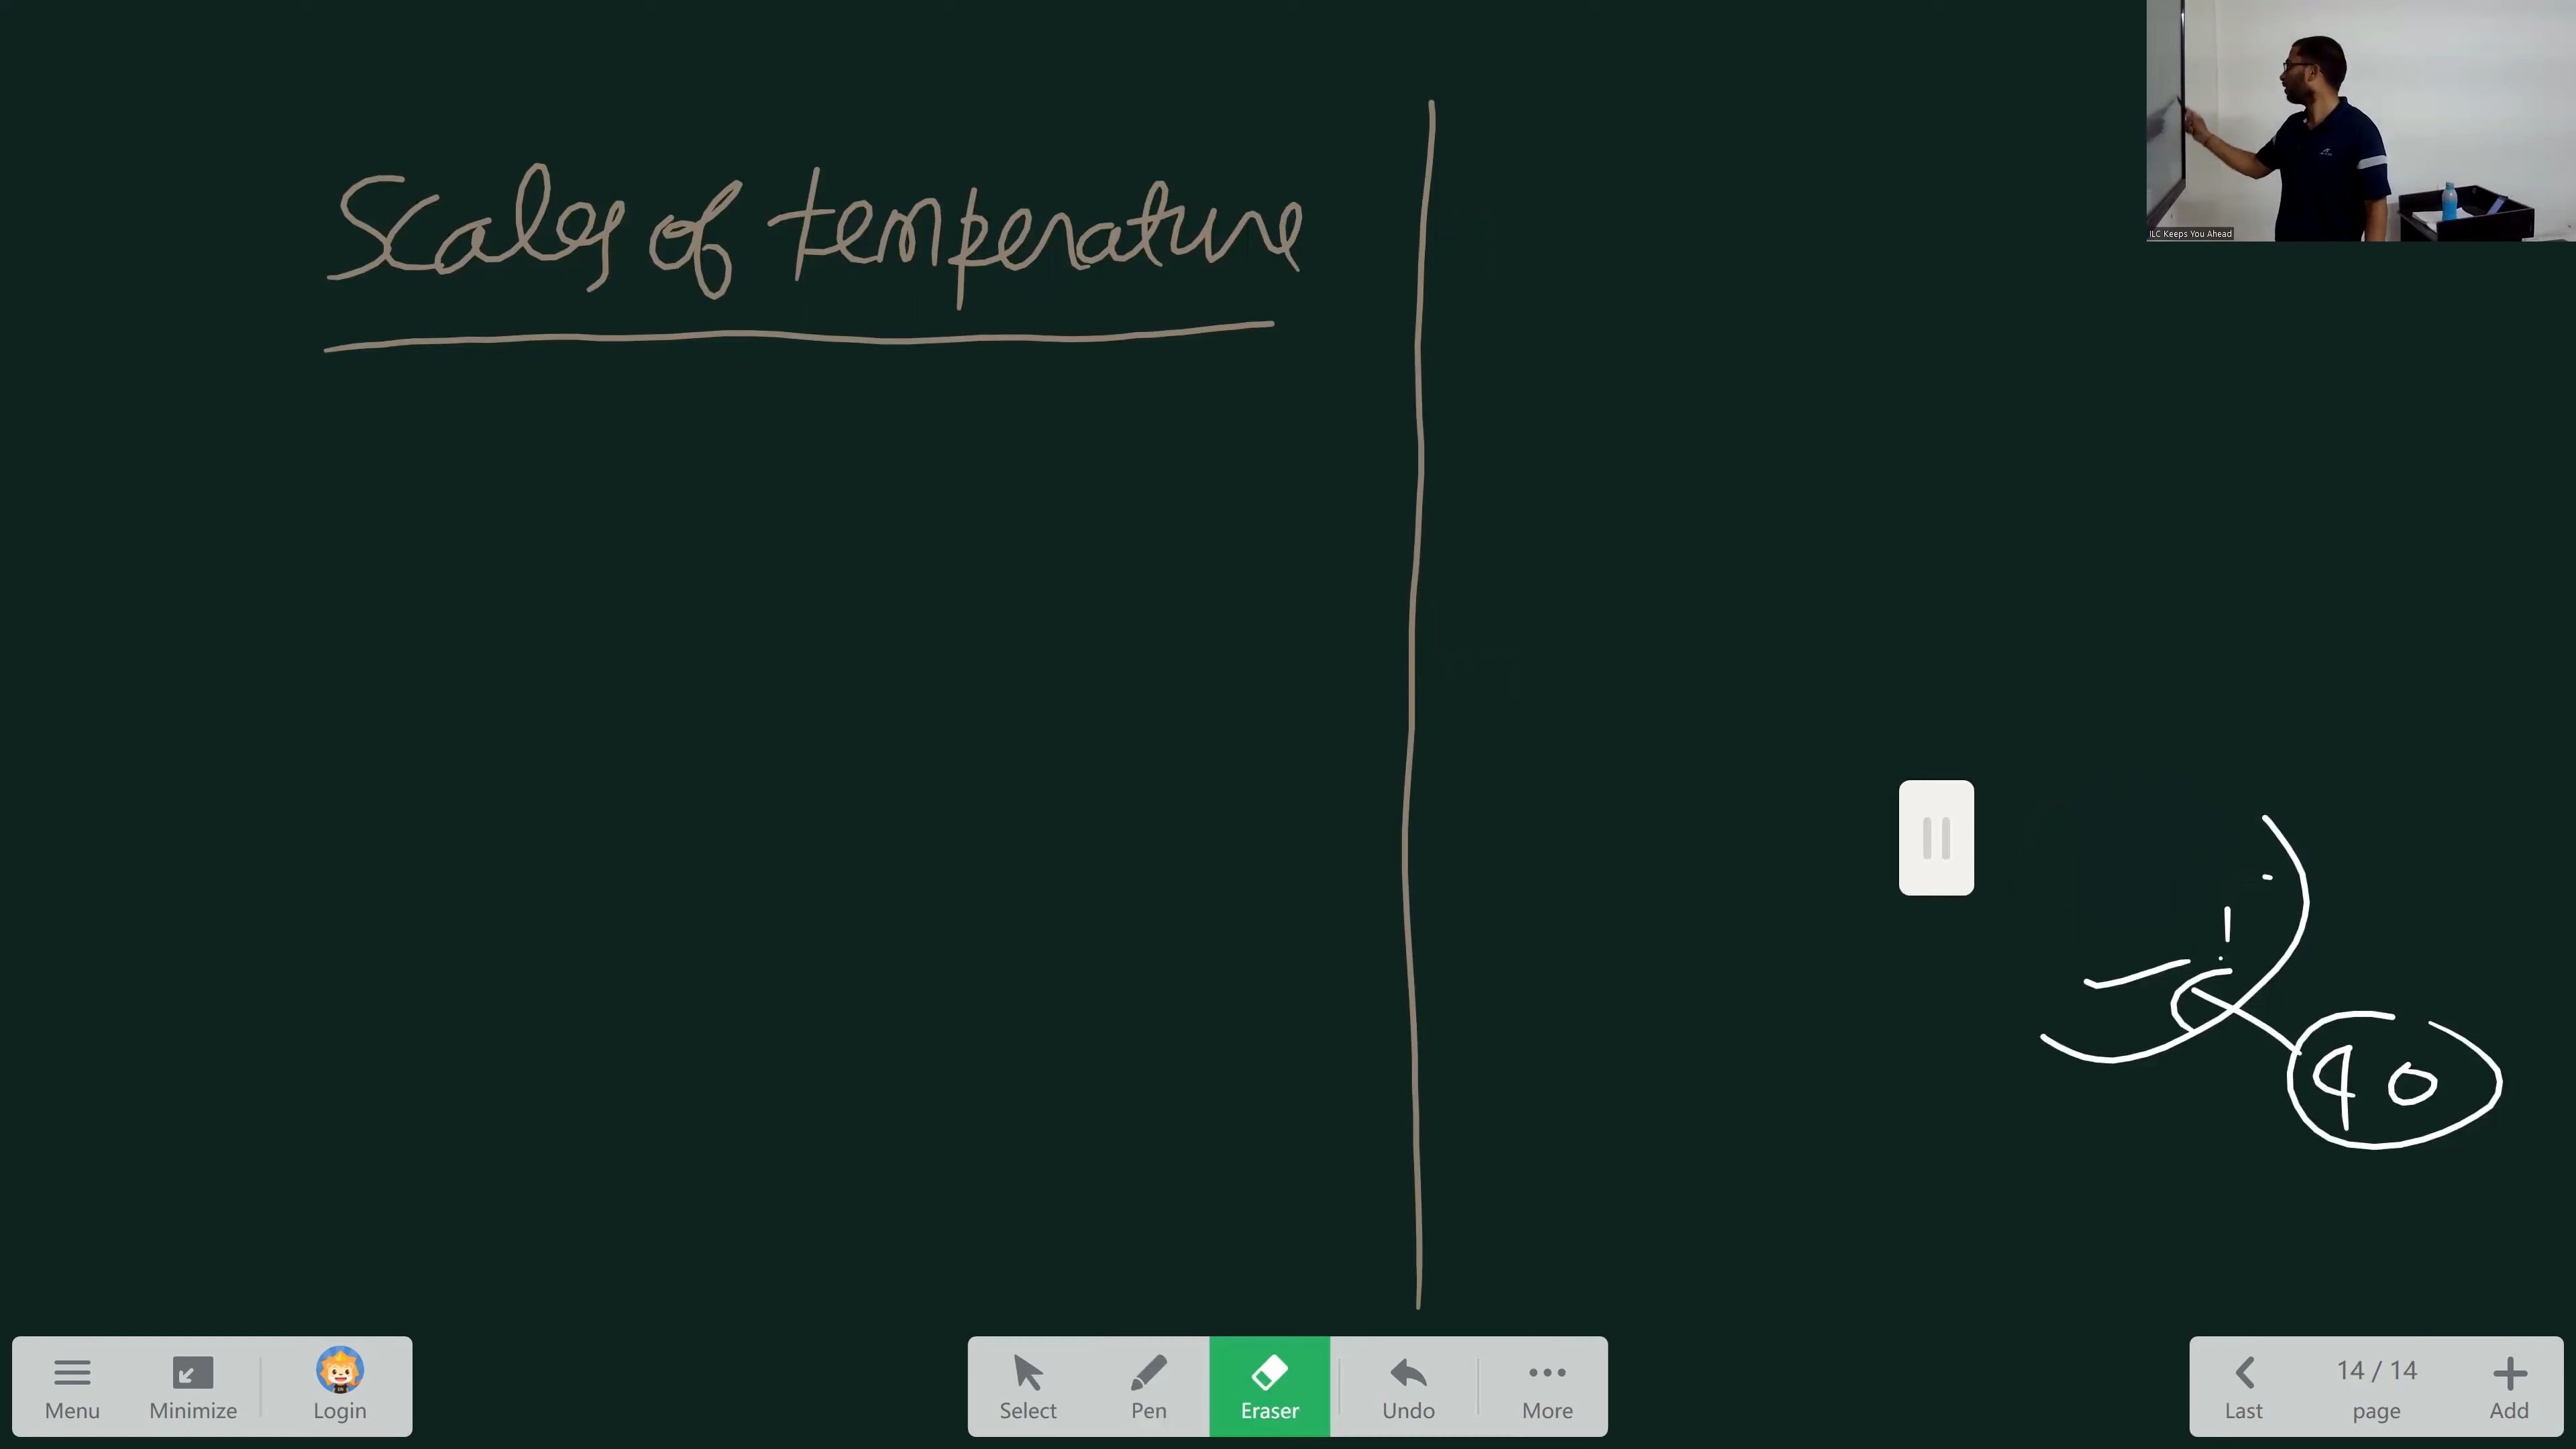 Scales of temperature
ILC Keeps You Ahead
40
Menu
Minimize
Login
Select
Pen
Eraser
Undo
More
Last
14 / 14
page
Add